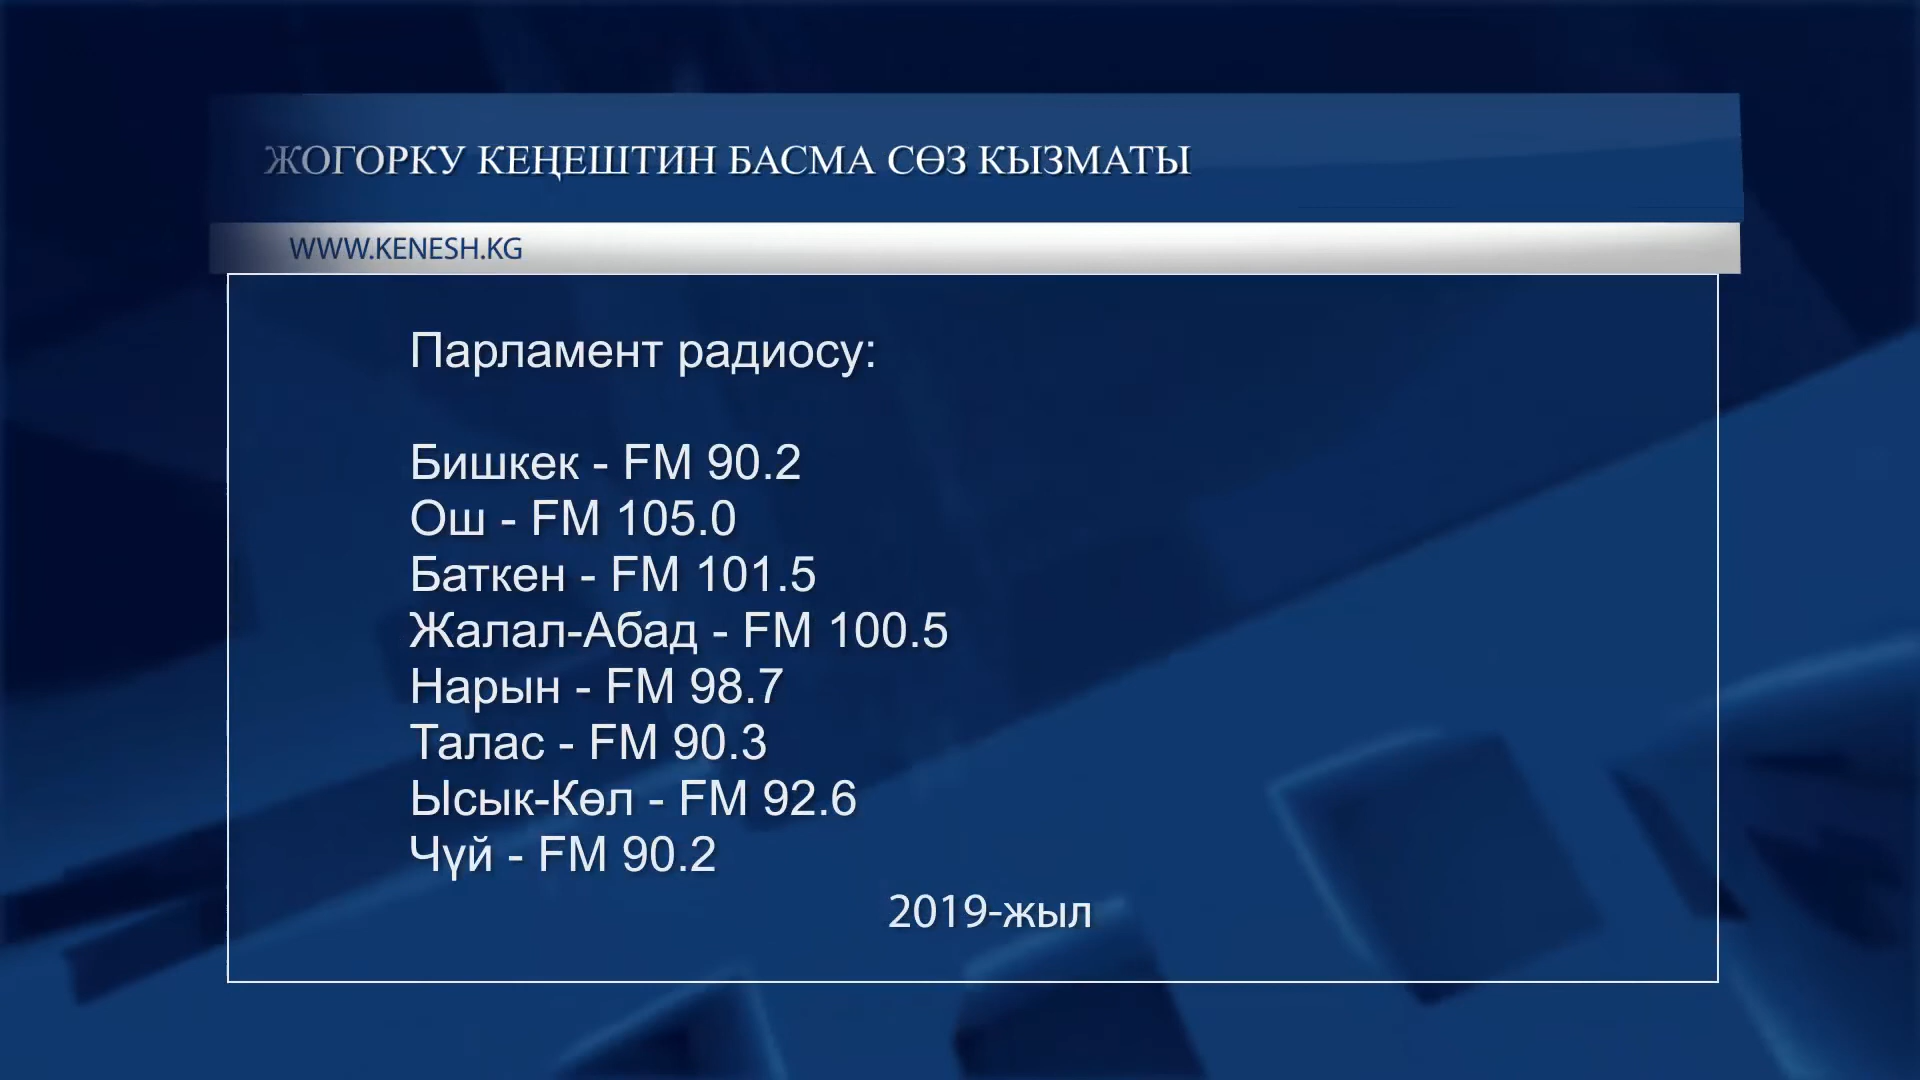 ЖОГОРКУ КЕҢЕШТИН БАСМА СӨЗ КЫЗМАТЫ
WWW.KENESH.KG
Парламент радиосу:
Бишкек - FM 90.2
Ош - FM 105.0
Баткен - FM 101.5
Жалал-Абад - FM 100.5
Нарын - FM 98.7
Талас - FM 90.3
Ысык-Көл - FM 92.6
Чүй - FM 90.2
2019-жыл